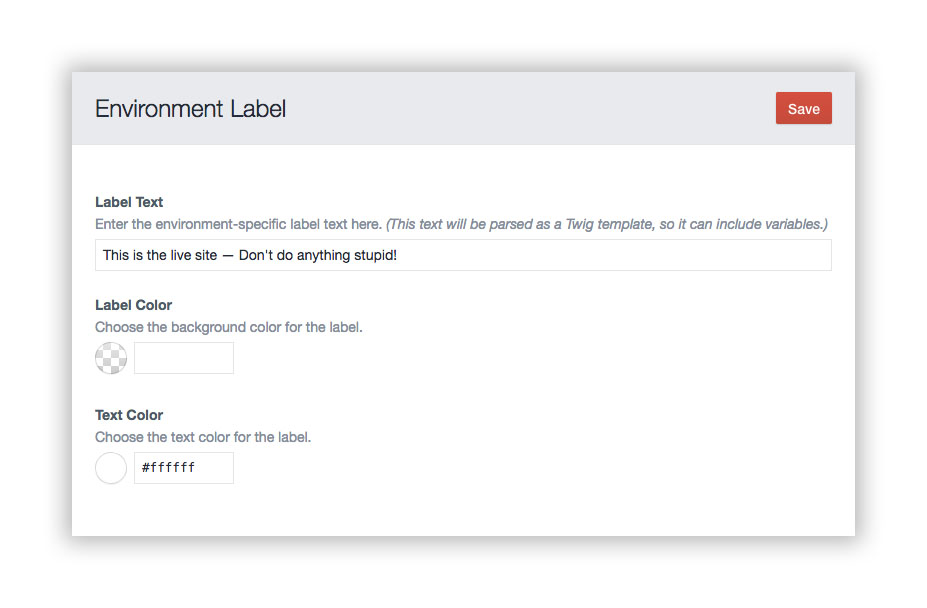 Environment Label
Save
Label Text
Enter the environment-specific label text here. (This text will be parsed as a Twig template, so it can include variables.)
This is the live site — Don't do anything stupid!
Label Color
Choose the background color for the label.
Text Color
Choose the text color for the label.
#ffffff